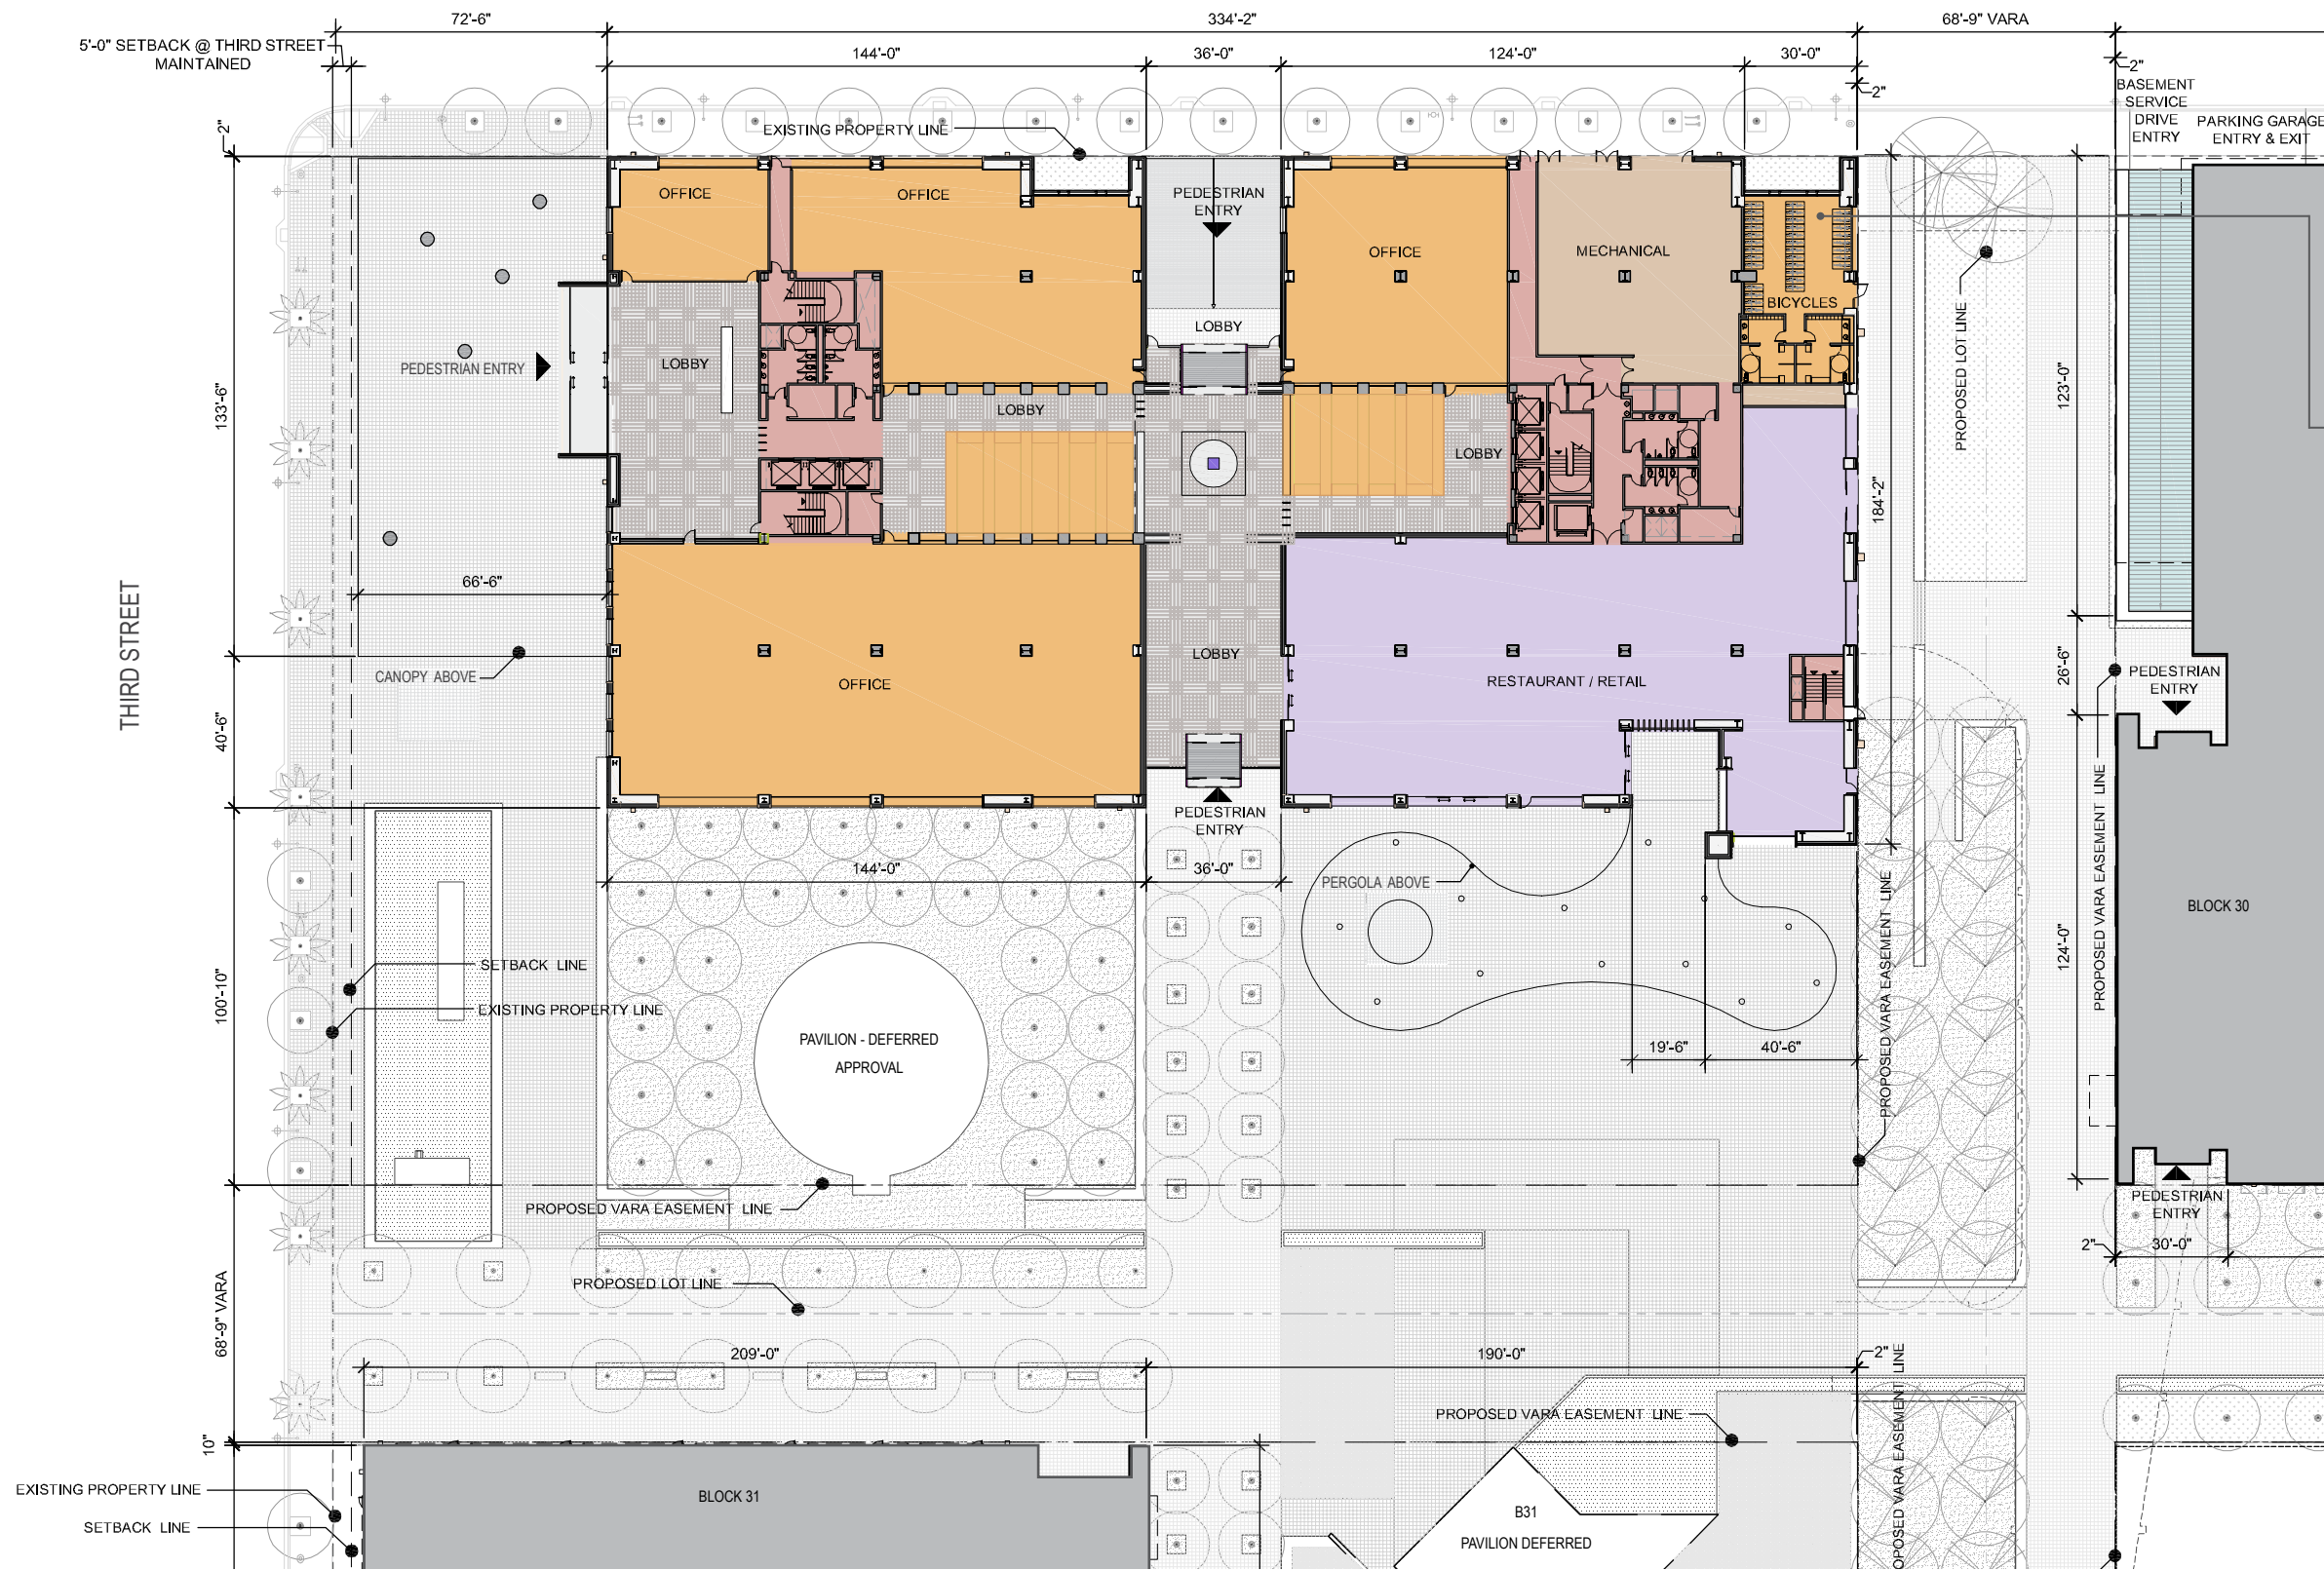 72'-6"
334'-2"
68'-9" VARA
5'-0" SETBACK @ THIRD STREET
MAINTAINED
144'-0"
36'-0"
124'-0"
30'-0"
2"
2"
2"
BASEMENT
SERVICE
DRIVE
ENTRY
PARKING GARAGE
ENTRY & EXIT
EXISTING PROPERTY LINE
OFFICE
OFFICE
PEDESTRIAN
ENTRY
OFFICE
MECHANICAL
BICYCLES
LOBBY
PROPOSED LOT LINE
PEDESTRIAN ENTRY
LOBBY
133'-6"
123'-0"
LOBBY
LOBBY
184'-2"
66'-6"
THIRD STREET
CANOPY ABOVE
OFFICE
LOBBY
RESTAURANT / RETAIL
26'-6"
PEDESTRIAN
ENTRY
40'-6"
PEDESTRIAN
ENTRY
PROPOSED VARA EASEMENT LINE
144'-0"
36'-0"
PERGOLA ABOVE
PROPOSED VARA EASEMENT LINE
BLOCK 30
SETBACK LINE
EXISTING PROPERTY LINE
100'-10"
124'-0"
PAVILION - DEFERRED
APPROVAL
19'-6"
40'-6"
PROPOSED VARA EASEMENT LINE
PEDESTRIAN
ENTRY
2"
30'-0"
PROPOSED LOT LINE
68'-9" VARA
209'-0"
190'-0"
2"
PROPOSED VARA EASEMENT LINE
OPOSED VARA EASEMENT LINE
10"
EXISTING PROPERTY LINE
SETBACK LINE
BLOCK 31
B31
PAVILION DEFERRED